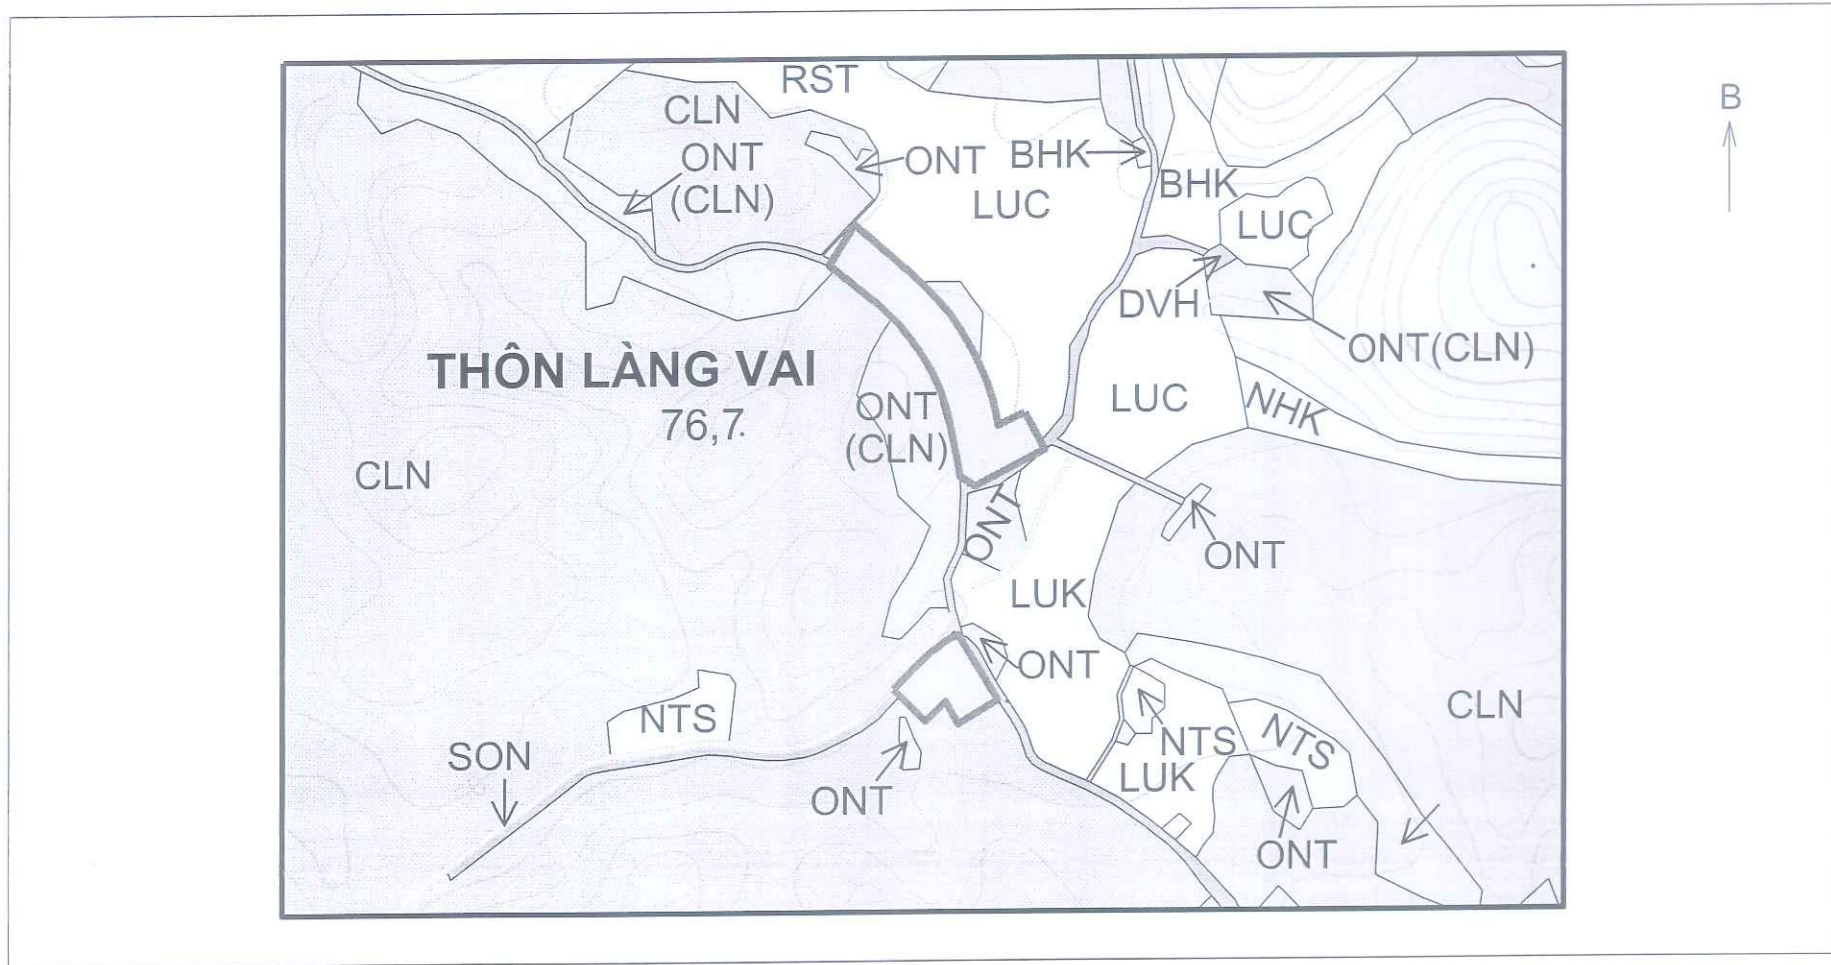 RST
B
CLN
ONT
(CLN)
ONT
BHK
LUC
BHK
LUC
DVH
ONT(CLN)
THÔN LÀNG VAI
76,7
ONT
(CLN)
LUC
NHK
CLN
ONT
ONT
LUK
ONT
NTS
CLN
SON
ONT
NTS
LUK
NTS
ONT